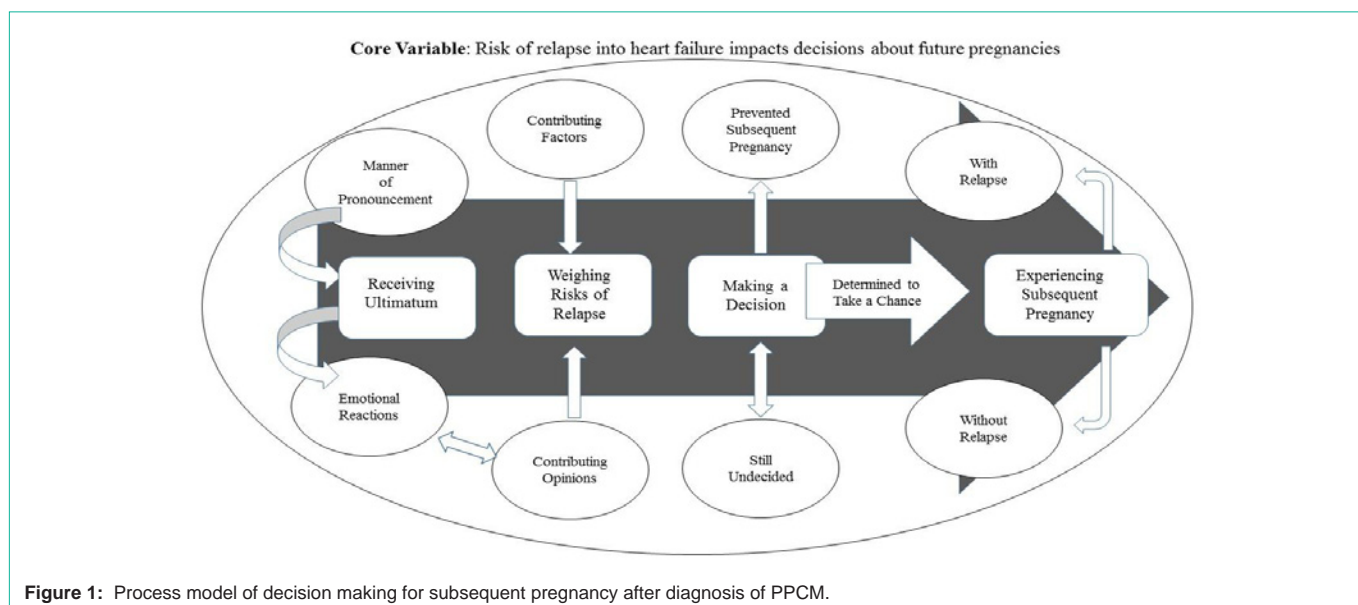 Core Variable: Risk of relapse into heart failure impacts decisions about future pregnancies
Manner
of
Pronouncement
Contributing
Factors
Prevented
Subsequent
Pregnancy
With
Relapse
Receiving
Ultimatum
Weighing
Risks of
Relapse
Making a
Decision
Determined to
Take a Chance
Experiencing
Subsequent
Pregnancy
Emotional
Reactions
Contributing
Opinions
Still
Undecided
Without
Relapse
Figure 1: Process model of decision making for subsequent pregnancy after diagnosis of PPCM.